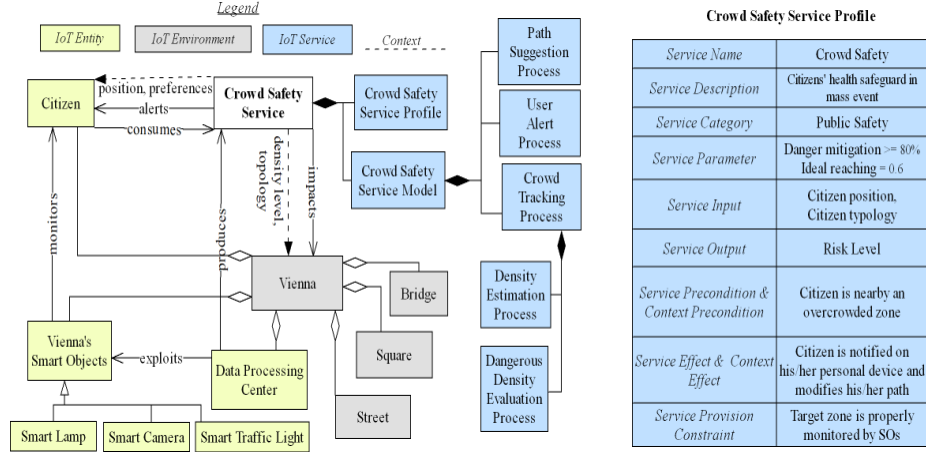 Legend
IoT Entity
IoT Environment
IoT Service
Context
Citizen
position, preferences
alerts
consumes
Crowd Safety
Service
Crowd Safety
Service Profile
Crowd Safety
Service Model
Path
Suggestion
Process
User
Alert
Process
Crowd
Tracking
Process
density level,
topology
impacts
produces
monitors
Vienna
Bridge
Square
Street
Density
Estimation
Process
Dangerous
Density
Evaluation
Process
Vienna's
Smart Objects
exploits
Data Processing
Center
Smart Lamp
Smart Camera
Smart Traffic Light
Crowd Safety Service Profile
Service Name
Crowd Safety
Service Description
Citizens' health safeguard in
mass event
Service Category
Public Safety
Service Parameter
Danger mitigation >= 80%
Ideal reaching = 0.6
Service Input
Citizen position,
Citizen typology
Service Output
Risk Level
Service Precondition &
Context Precondition
Citizen is nearby an
overcrowded zone
Service Effect & Context
Effect
Citizen is notified on
his/her personal device and
modifies his/her path
Service Provision
Constraint
Target zone is properly
monitored by SOs